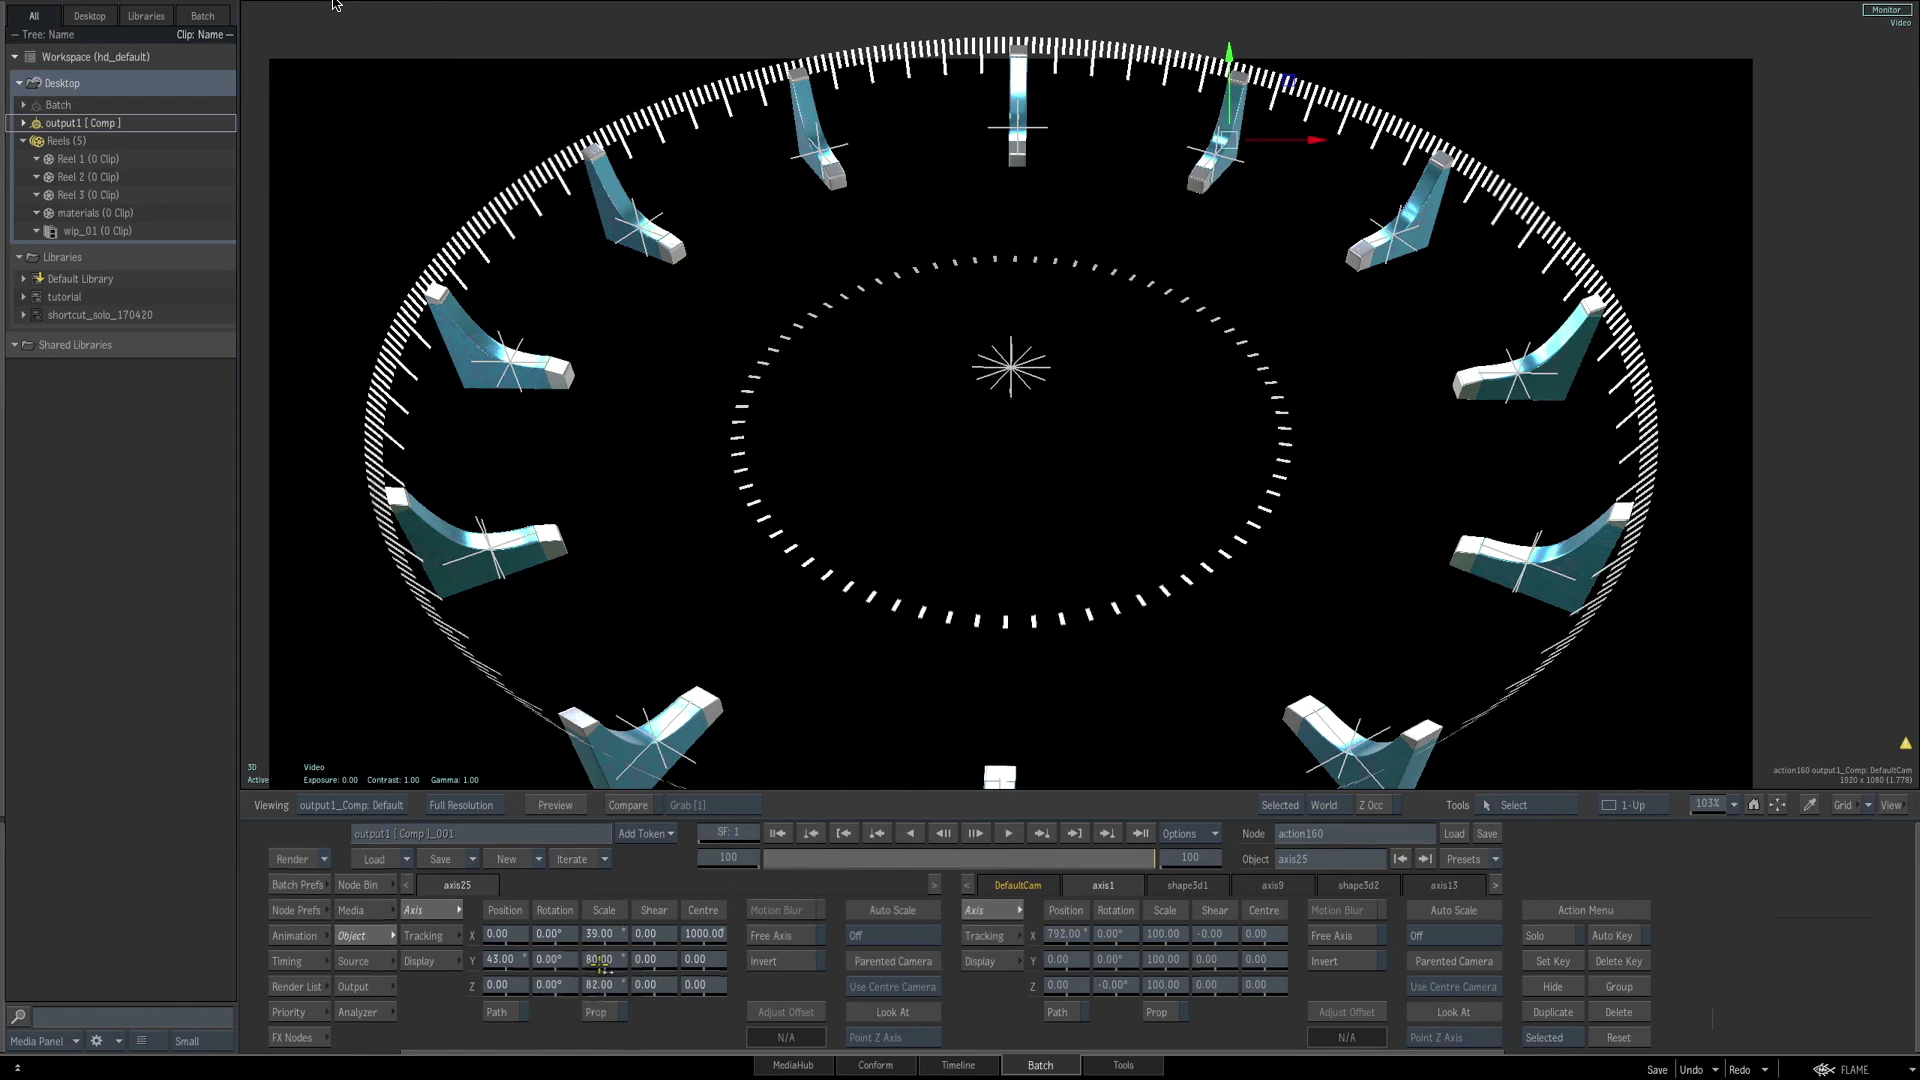 All Desktop Libraries Batch
Tree: Name Clip: Name
Workspace (hd_default)
Desktop
Batch
output1 [ Comp ]
Reels (5)
Reel 1 (0 Clip)
Reel 2 (0 Clip)
Reel 3 (0 Clip)
materials (0 Clip)
wip_01 (0 Clip)
Libraries
Default Library
tutorial
shortcut_solo_170420
Shared Libraries
Monitor
Video
3D Video
Active Exposure: 0.00 Contrast: 1.00 Gamma: 1.00
action160 output1_Comp: DefaultCam
1920 x 1080 (1.778)
Viewing output1_Comp: Default Full Resolution Preview Compare Grab [1] Selected World Z Occ Tools Select 1-Up 103% Grid View
output1 [ Comp ]_001 Add Token SF: 1 Options Node action160 Load Save
Render Load Save New Iterate 100 100 Object axis25 Presets
Batch Prefs Node Bin < axis25 > < DefaultCam axis1 shape3d1 axis9 shape3d2 axis13 >
Node Prefs Media Axis Position Rotation Scale Shear Centre Motion Blur Auto Scale Axis Position Rotation Scale Shear Centre Motion Blur Auto Scale Action Menu
Animation Object Tracking X 0.00 0.00° 39.00 0.00 1000.00 Free Axis Off Tracking X 792.00 0.00° 100.00 -0.00 0.00 Free Axis Off Solo Auto Key
Timing Source Display Y 43.00 0.00° 80.00 0.00 0.00 Invert Parented Camera Display Y 0.00 0.00° 100.00 0.00 0.00 Invert Parented Camera Set Key Delete Key
Render List Output Z 0.00 0.00° 82.00 0.00 0.00 Use Centre Camera Z 0.00 -0.00° 100.00 0.00 0.00 Use Centre Camera Hide Group
Priority Analyzer Path Prop Adjust Offset Look At Path Prop Adjust Offset Look At Duplicate Delete
FX Nodes N/A Point Z Axis N/A Point Z Axis Selected Reset
Media Panel Small
MediaHub Conform Timeline Batch Tools Save Undo Redo FLAME